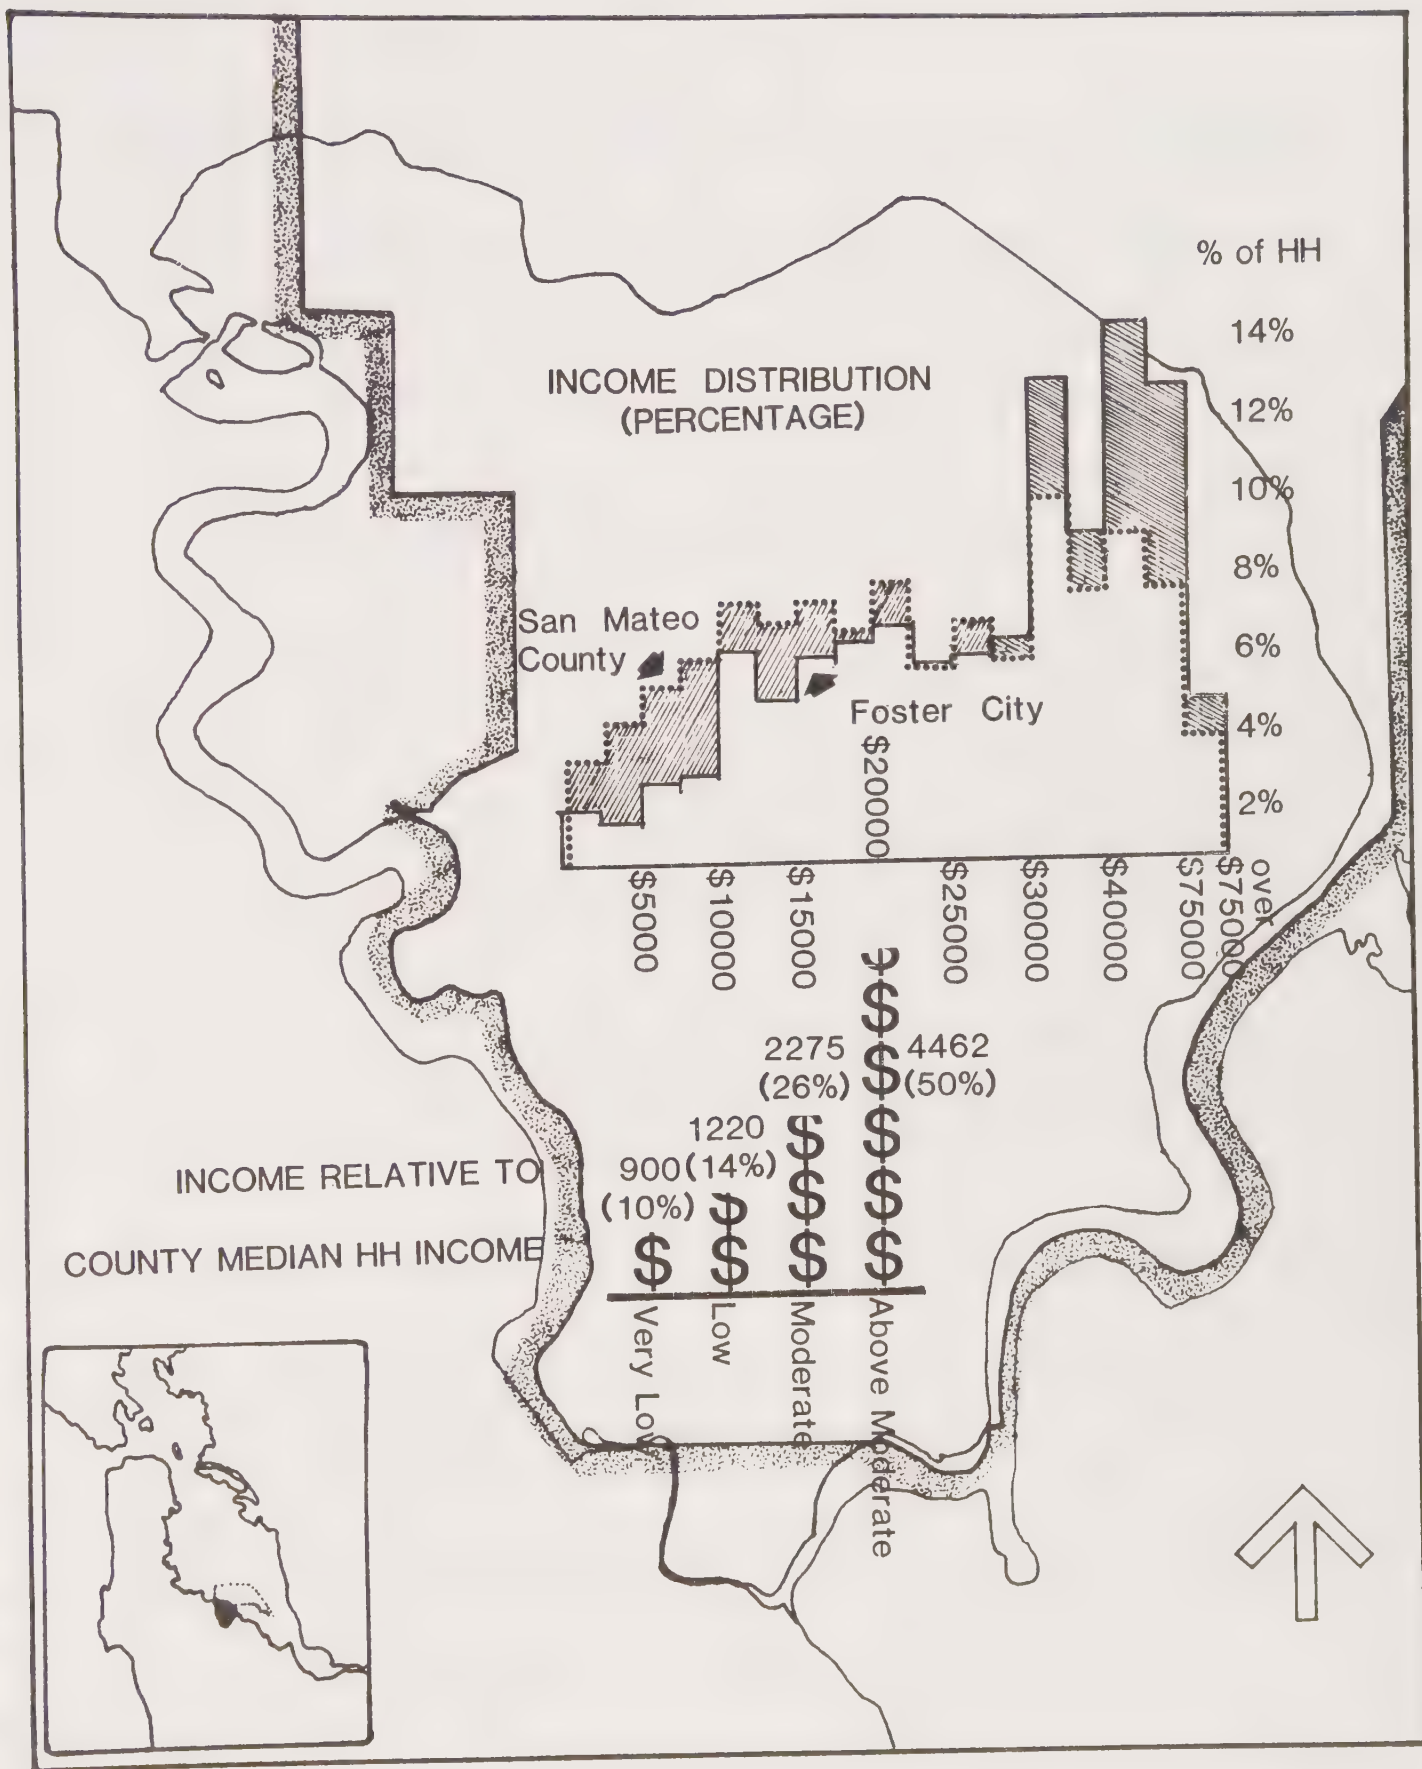 % of HH
14%
INCOME DISTRIBUTION
(PERCENTAGE)
12%
10%
8%
San Mateo
County
6%
Foster City
4%
2%
$5000
$10000
$15000
$20000
$25000
$30000
$40000
$75000
$75000
over
2275
(26%)
4462
(50%)
1220
(14%)
900
(10%)
INCOME RELATIVE TO
COUNTY MEDIAN HH INCOME
$
$$
$$$
$$$$$$
Very Low
Low
Moderate
Above Moderate